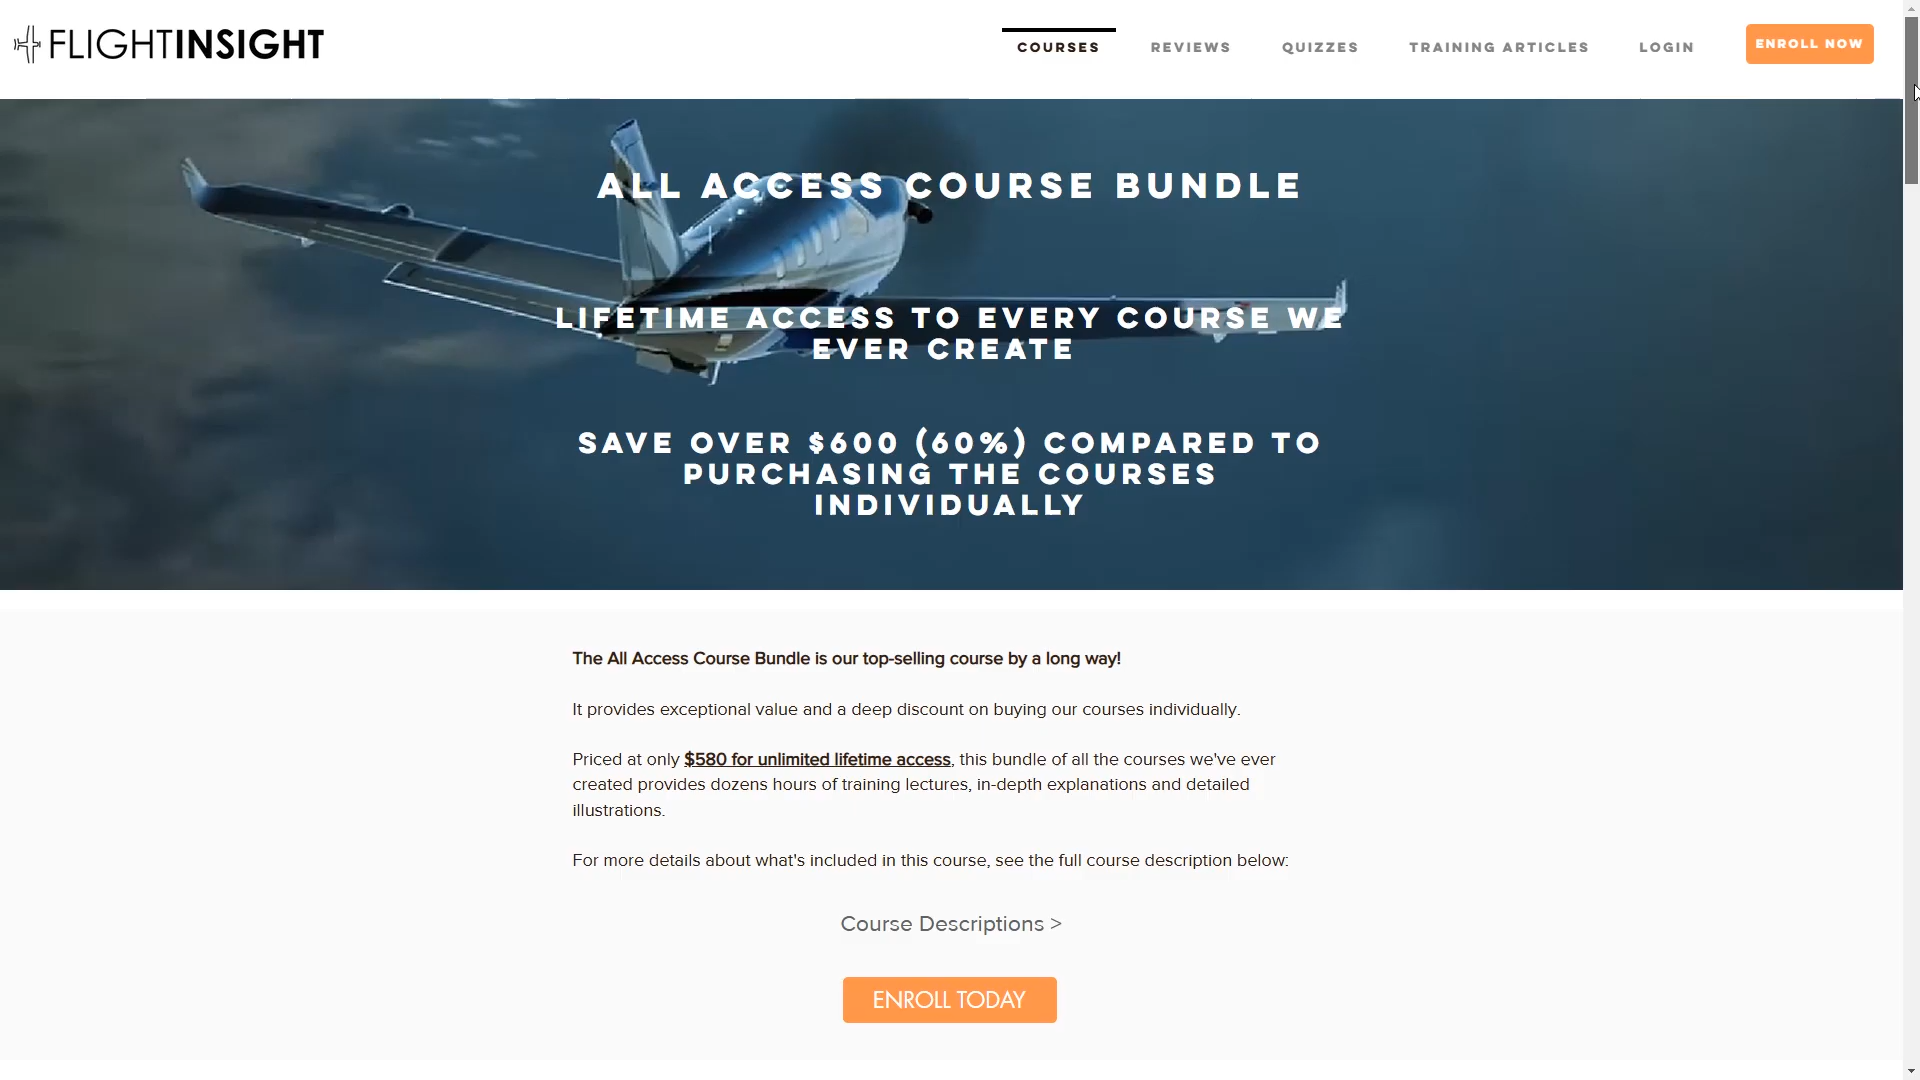 FLIGHTINSIGHT
COURSES
REVIEWS
QUIZZES
TRAINING ARTICLES
LOGIN
ENROLL NOW
ALL ACCESS COURSE BUNDLE
LIFETIME ACCESS TO EVERY COURSE WE
EVER CREATE
SAVE OVER $600 (60%) COMPARED TO
PURCHASING THE COURSES
INDIVIDUALLY
The All Access Course Bundle is our top-selling course by a long way!
It provides exceptional value and a deep discount on buying our courses individually.
Priced at only $580 for unlimited lifetime access, this bundle of all the courses we've ever
created provides dozens hours of training lectures, in-depth explanations and detailed
illustrations.
For more details about what's included in this course, see the full course description below:
Course Descriptions >
ENROLL TODAY